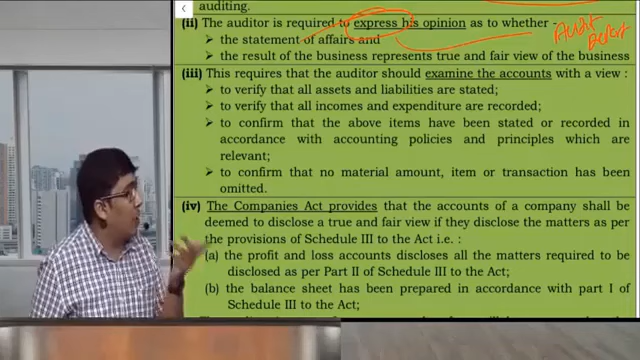 auditing.
(ii) The auditor is required to express his opinion as to whether -
➢ the statement of affairs and
➢ the result of the business represents true and fair view of the business
(iii) This requires that the auditor should examine the accounts with a view :
➢ to verify that all assets and liabilities are stated;
➢ to verify that all incomes and expenditure are recorded;
➢ to confirm that the above items have been stated or recorded in
accordance with accounting policies and principles which are
relevant;
➢ to confirm that no material amount, item or transaction has been
omitted.
(iv) The Companies Act provides that the accounts of a company shall be
deemed to disclose a true and fair view if they disclose the matters as per
the provisions of Schedule III to the Act i.e. :
(a) the profit and loss accounts discloses all the matters required to be
disclosed as per Part II of Schedule III to the Act;
(b) the balance sheet has been prepared in accordance with part I of
Schedule III to the Act;